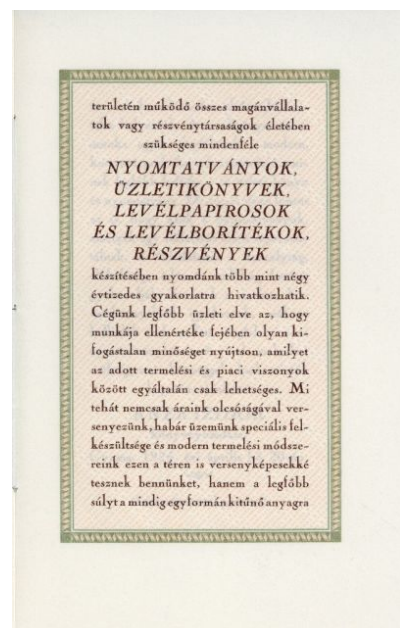 területén működő összes magánvállala-
tok vagy részvénytársaságok életében
szükséges mindenféle
NYOMTATVÁNYOK,
ÜZLETIKÖNYVEK,
LEVÉLPAPIROSOK
ÉS LEVÉLBORÍTÉKOK,
RÉSZVÉNYEK
készítésében nyomdánk több mint négy
évtizedes gyakorlatra hivatkozhatik.
Cégünk legfőbb üzleti elve az, hogy
munkája ellenértéke fejében olyan ki-
fogástalan minőséget nyújtson, amilyet
az adott termelési és piaci viszonyok
között egyáltalán csak lehetséges. Mi
tehát nemcsak áraink olcsóságával ver-
senyezünk, habár üzemünk speciális fel-
készültsége és modern termelési módsze-
reink ezen a téren is versenyképesekké
tesznek bennünket, hanem a legfőbb
súlyt a mindig egyformán kitűnő anyagra